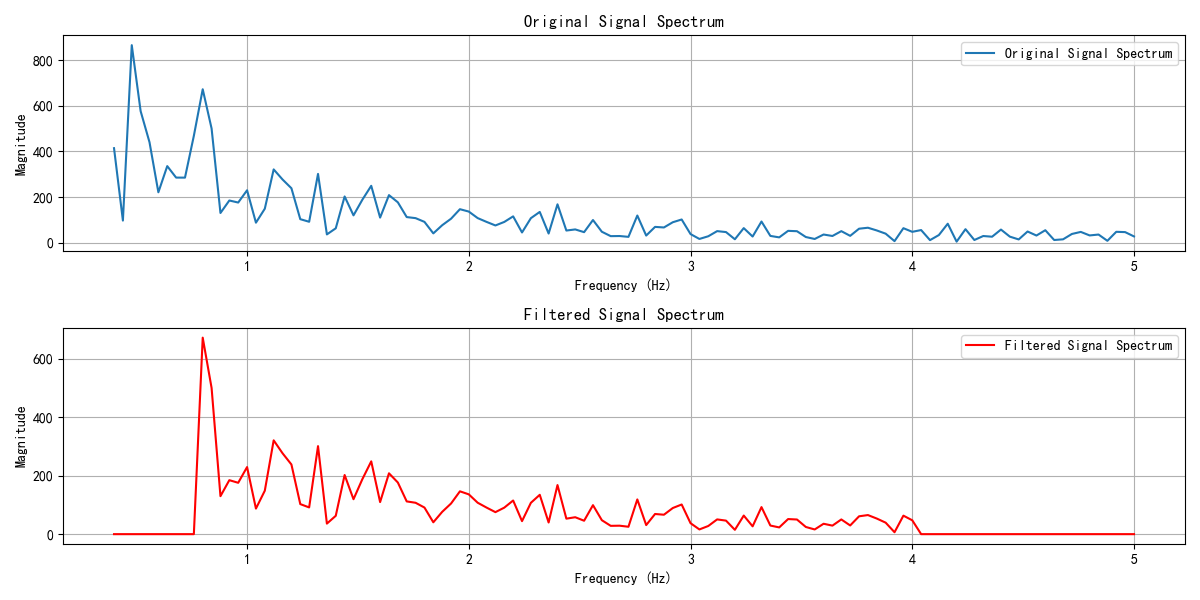 Original Signal Spectrum
Original Signal Spectrum
Magnitude
800
600
400
200
0
1
2
3
4
5
Frequency (Hz)
Filtered Signal Spectrum
Filtered Signal Spectrum
Magnitude
600
400
200
0
1
2
3
4
5
Frequency (Hz)